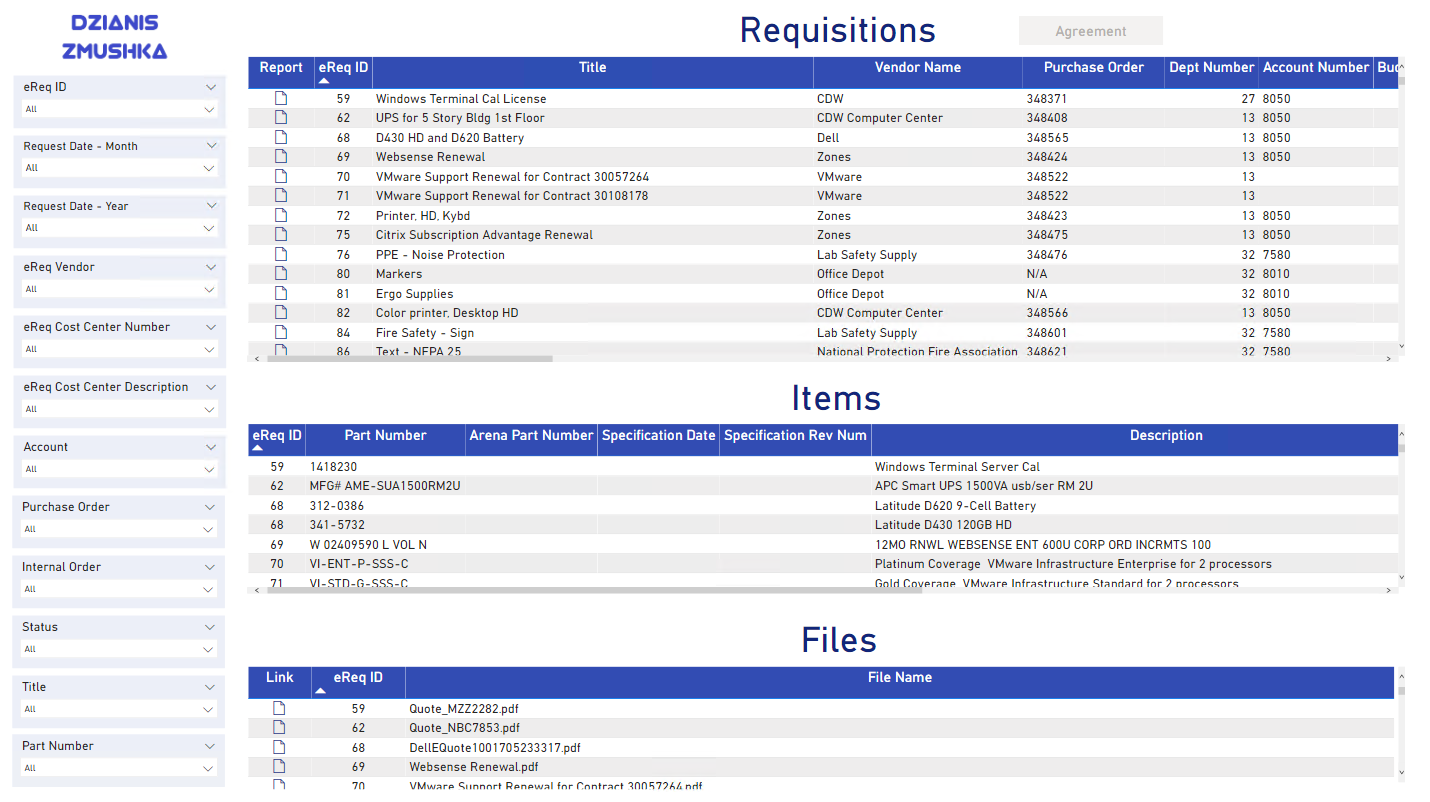 DZIANIS
ZMUSHKA
eReq ID
All
Request Date - Month
All
Request Date - Year
All
eReq Vendor
All
eReq Cost Center Number
All
eReq Cost Center Description
All
Account
All
Purchase Order
All
Internal Order
All
Status
All
Title
All
Part Number
All
Requisitions
Agreement
Report eReq ID Title Vendor Name Purchase Order Dept Number Account Number Buc
59 Windows Terminal Cal License CDW 348371 27 8050
62 UPS for 5 Story Bldg 1st Floor CDW Computer Center 348408 13 8050
68 D430 HD and D620 Battery Dell 348565 13 8050
69 Websense Renewal Zones 348424 13 8050
70 VMware Support Renewal for Contract 30057264 VMware 348522 13
71 VMware Support Renewal for Contract 30108178 VMware 348522 13
72 Printer, HD, Kybd Zones 348423 13 8050
75 Citrix Subscription Advantage Renewal Zones 348475 13 8050
76 PPE - Noise Protection Lab Safety Supply 348476 32 7580
80 Markers Office Depot N/A 32 8010
81 Ergo Supplies Office Depot N/A 32 8010
82 Color printer, Desktop HD CDW Computer Center 348566 13 8050
84 Fire Safety - Sign Lab Safety Supply 348601 32 7580
86 Text - NFPA 25 National Protection Fire Association 348621 32 7580
Items
eReq ID Part Number Arena Part Number Specification Date Specification Rev Num Description
59 1418230 Windows Terminal Server Cal
62 MFG# AME-SUA1500RM2U APC Smart UPS 1500VA usb/ser RM 2U
68 312-0386 Latitude D620 9-Cell Battery
68 341-5732 Latitude D430 120GB HD
69 W 02409590 L VOL N 12MO RNWL WEBSENSE ENT 600U CORP ORD INCRMTS 100
70 VI-ENT-P-SSS-C Platinum Coverage VMware Infrastructure Enterprise for 2 processors
71 VI-STD-G-SSS-C Gold Coverage VMware Infrastructure Standard for 2 processors
Files
Link eReq ID File Name
59 Quote_MZZ2282.pdf
62 Quote_NBC7853.pdf
68 DellEQuote1001705233317.pdf
69 Websense Renewal.pdf
70 VMware Support Renewal for Contract 30057264.pdf